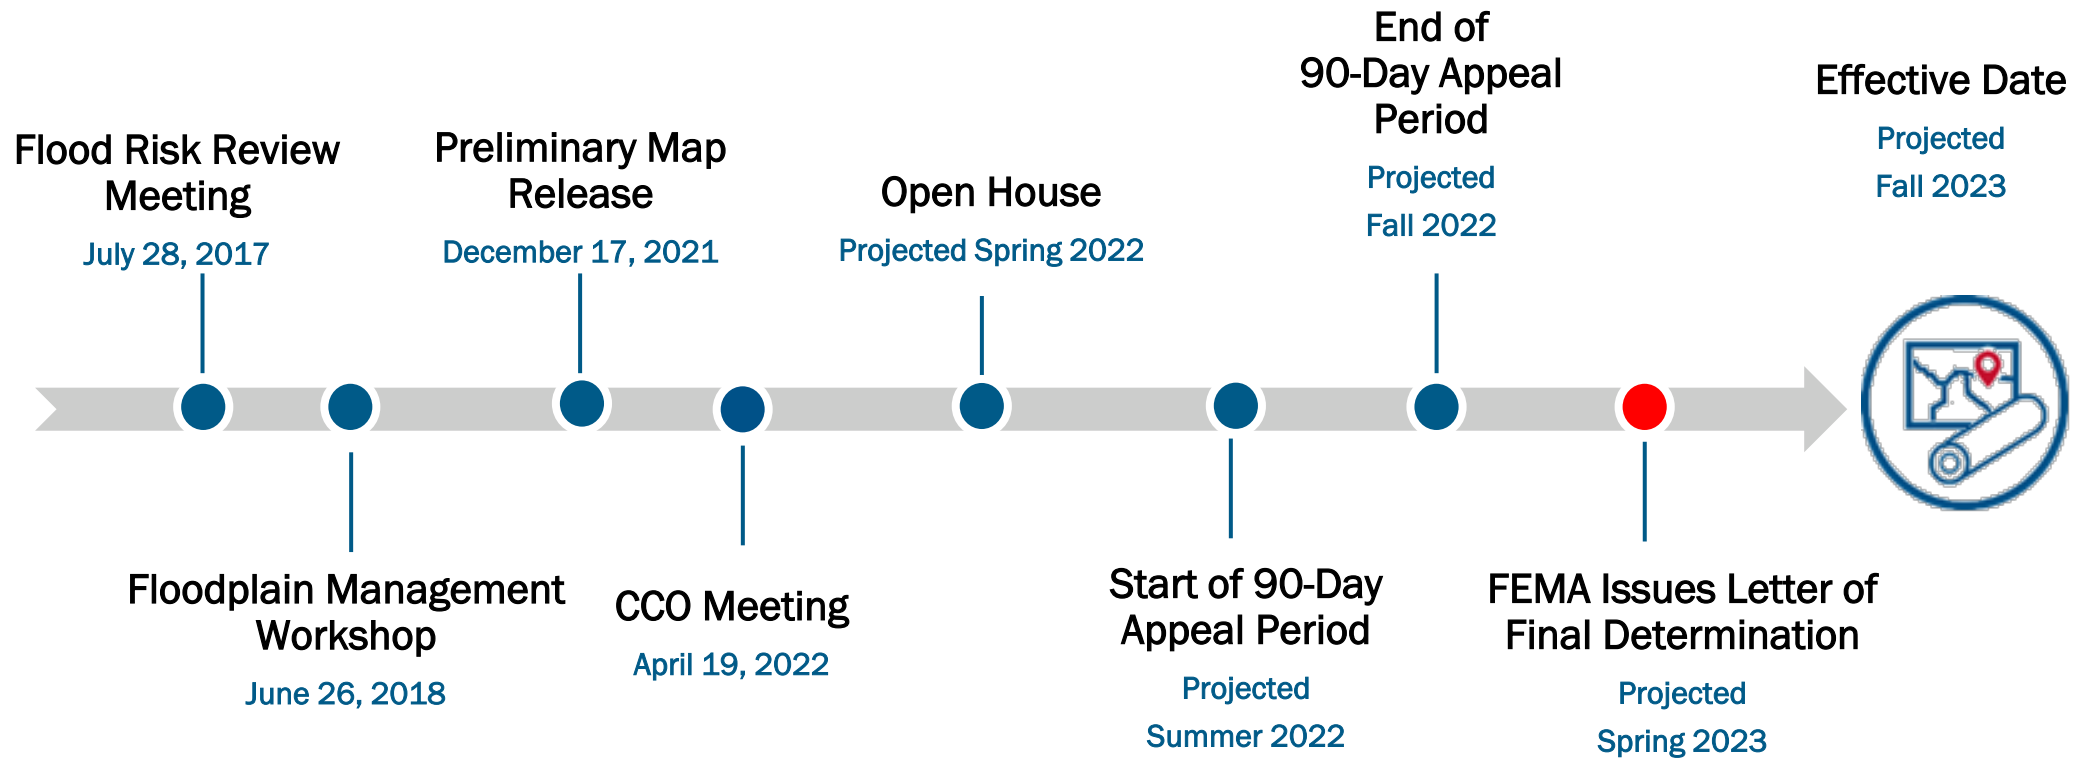 Flood Risk Review
Meeting
July 28, 2017
Floodplain Management
Workshop
June 26, 2018
Preliminary Map
Release
December 17, 2021
CCO Meeting
April 19, 2022
Open House
Projected Spring 2022
Start of 90-Day
Appeal Period
Projected
Summer 2022
End of
90-Day Appeal
Period
Projected
Fall 2022
FEMA Issues Letter of
Final Determination
Projected
Spring 2023
Effective Date
Projected
Fall 2023